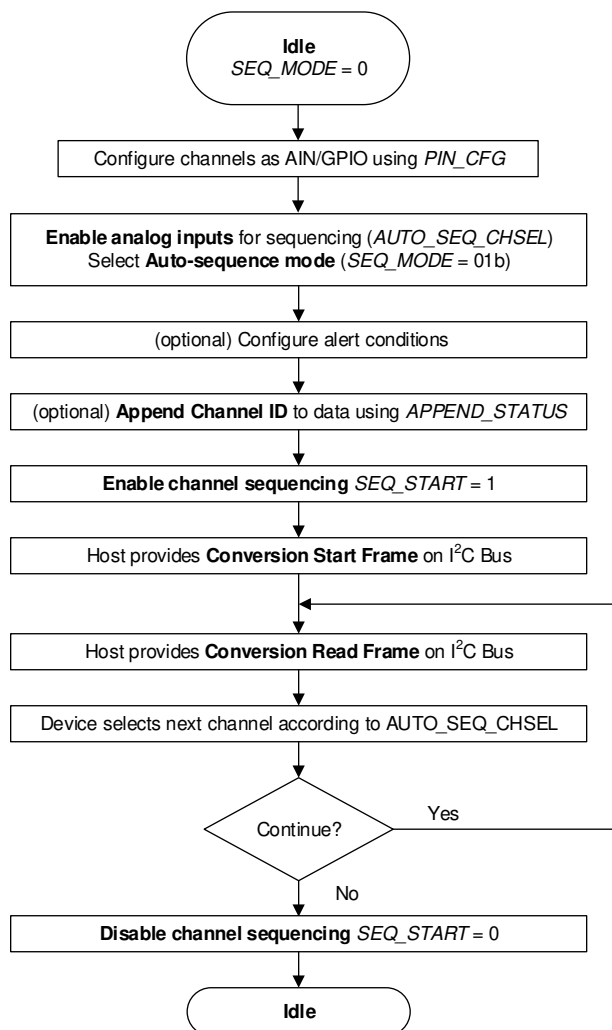 Idle
SEQ_MODE = 0
Configure channels as AIN/GPIO using PIN_CFG
Enable analog inputs for sequencing (AUTO_SEQ_CHSEL)
Select Auto-sequence mode (SEQ_MODE = 01b)
(optional) Configure alert conditions
(optional) Append Channel ID to data using APPEND_STATUS
Enable channel sequencing SEQ_START = 1
Host provides Conversion Start Frame on I²C Bus
Host provides Conversion Read Frame on I²C Bus
Device selects next channel according to AUTO_SEQ_CHSEL
Continue?
Yes
No
Disable channel sequencing SEQ_START = 0
Idle